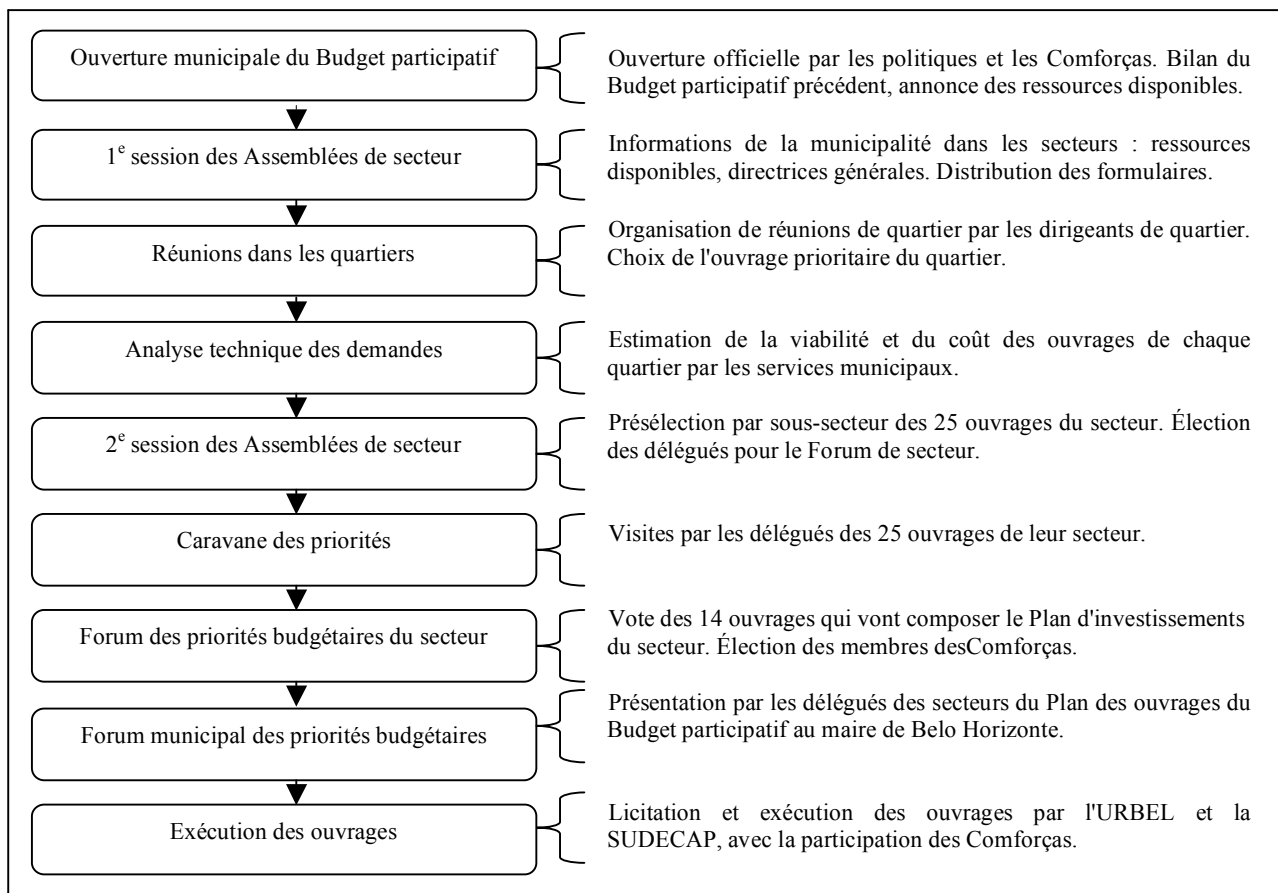 Ouverture municipale du Budget participatif
Ouverture officielle par les politiques et les Comforças. Bilan du
Budget participatif précédent, annonce des ressources disponibles.
1e session des Assemblées de secteur
Informations de la municipalité dans les secteurs : ressources
disponibles, directrices générales. Distribution des formulaires.
Réunions dans les quartiers
Organisation de réunions de quartier par les dirigeants de quartier.
Choix de l'ouvrage prioritaire du quartier.
Analyse technique des demandes
Estimation de la viabilité et du coût des ouvrages de chaque
quartier par les services municipaux.
2e session des Assemblées de secteur
Présélection par sous-secteur des 25 ouvrages du secteur. Élection
des délégués pour le Forum de secteur.
Caravane des priorités
Visites par les délégués des 25 ouvrages de leur secteur.
Forum des priorités budgétaires du secteur
Vote des 14 ouvrages qui vont composer le Plan d'investissements
du secteur. Élection des membres desComforças.
Forum municipal des priorités budgétaires
Présentation par les délégués des secteurs du Plan des ouvrages du
Budget participatif au maire de Belo Horizonte.
Exécution des ouvrages
Licitation et exécution des ouvrages par l'URBEL et la
SUDECAP, avec la participation des Comforças.